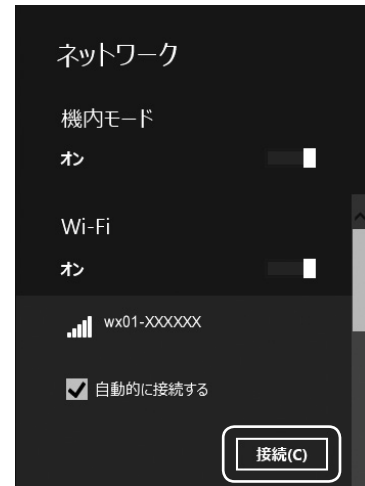 ネットワーク
機内モード
オン
Wi-Fi
オン
wx01-XXXXXX
自動的に接続する
接続(C)